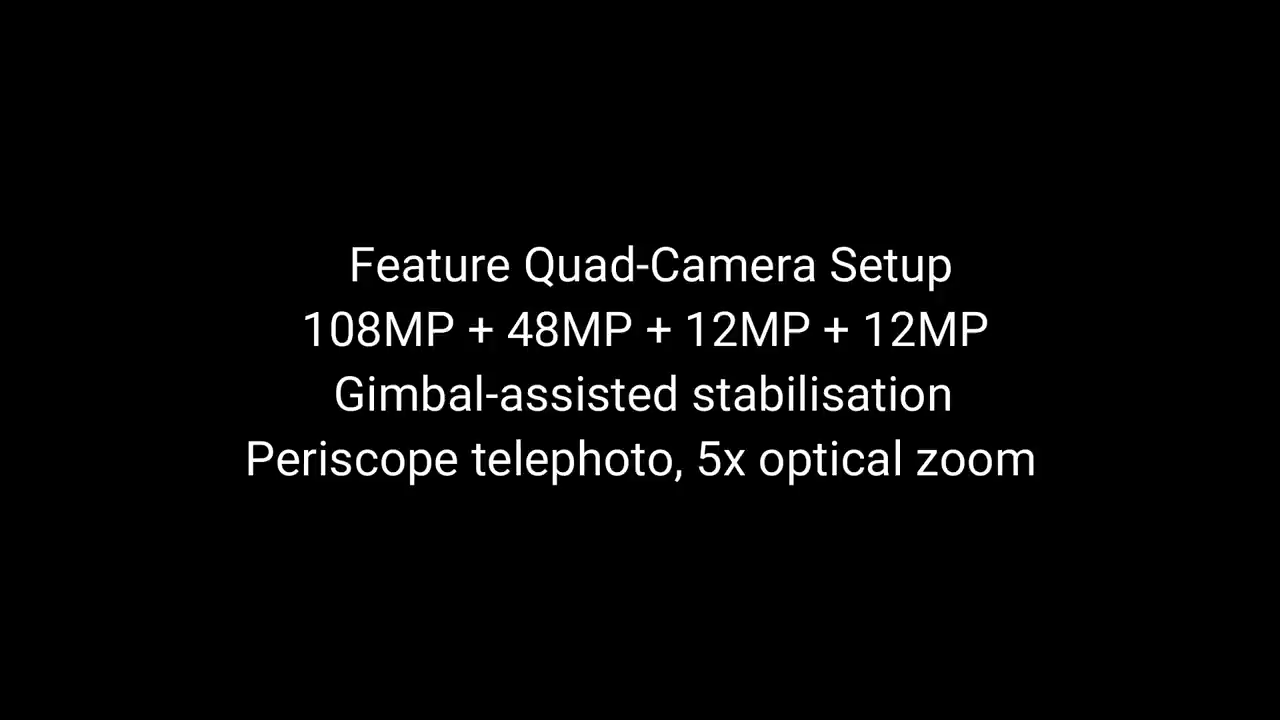 Feature Quad-Camera Setup
108MP + 48MP + 12MP + 12MP
Gimbal-assisted stabilisation
Periscope telephoto, 5x optical zoom